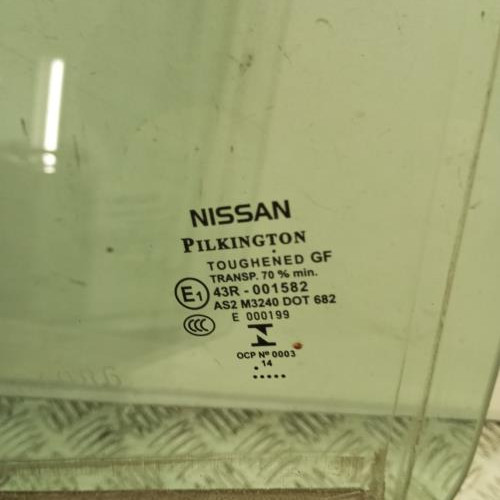 NISSAN
PILKINGTON
TOUGHENED GF
TRANSP. 70 % min.
E1 43R - 001582
AS2 M3240 DOT 682
E 000199
CCC
OCP Nº 0003
14